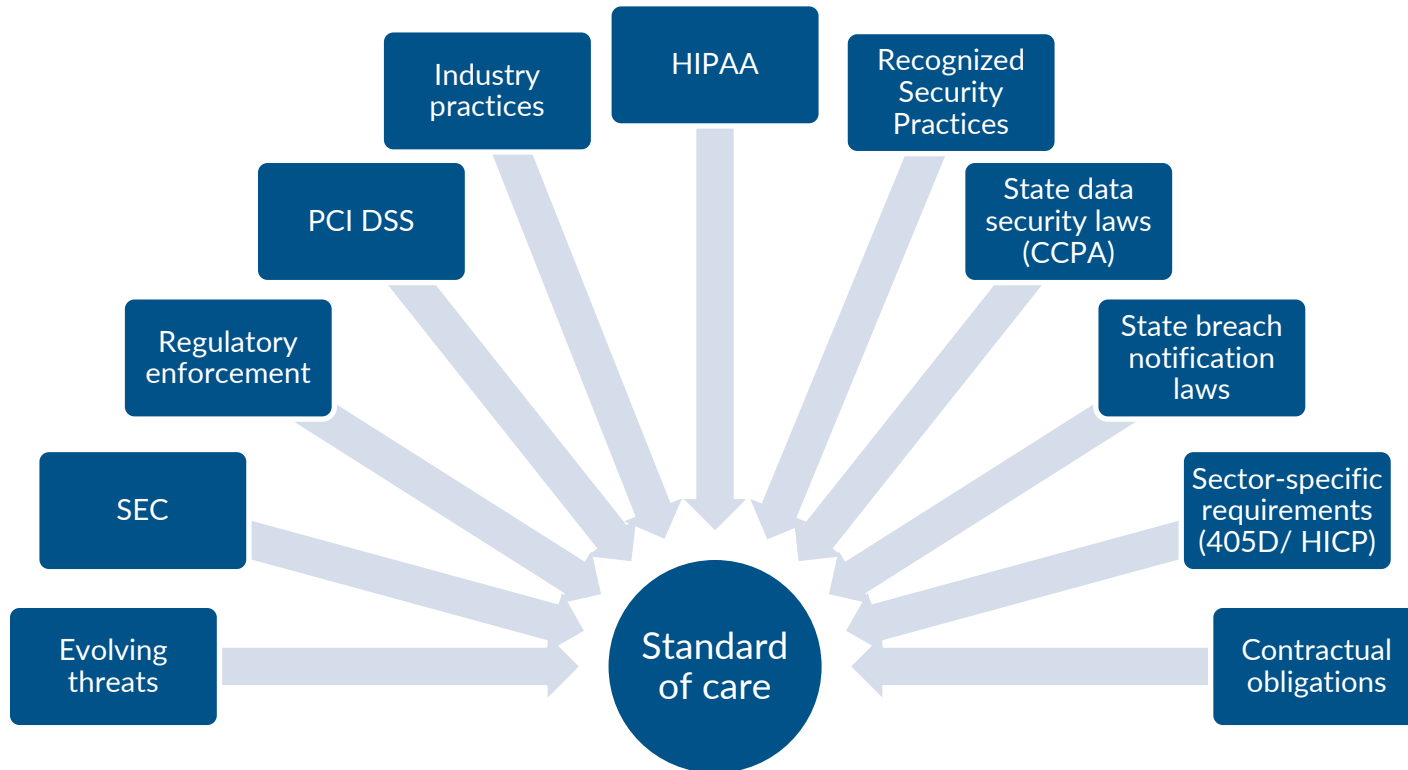 HIPAA
Industry
practices
Recognized
Security
Practices
PCI DSS
State data
security laws
(CCPA)
Regulatory
enforcement
State breach
notification
laws
SEC
Sector-specific
requirements
(405D/ HICP)
Evolving
threats
Standard
of care
Contractual
obligations